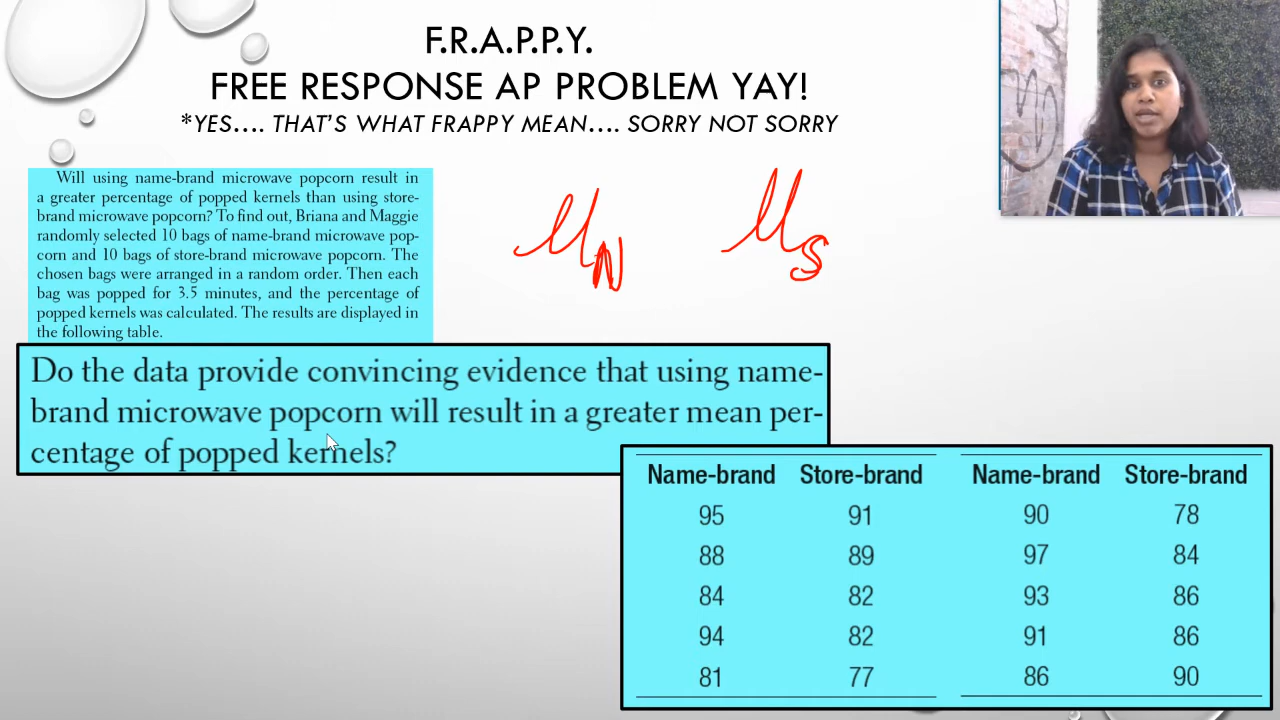 F.R.A.P.P.Y.
FREE RESPONSE AP PROBLEM YAY!
*YES…. THAT'S WHAT FRAPPY MEAN…. SORRY NOT SORRY
Will using name-brand microwave popcorn result in
a greater percentage of popped kernels than using store-
brand microwave popcorn? To find out, Briana and Maggie
randomly selected 10 bags of name-brand microwave pop-
corn and 10 bags of store-brand microwave popcorn. The
chosen bags were arranged in a random order. Then each
bag was popped for 3.5 minutes, and the percentage of
popped kernels was calculated. The results are displayed in
the following table.
μN μS
Do the data provide convincing evidence that using name-
brand microwave popcorn will result in a greater mean per-
centage of popped kernels?
Name-brand Store-brand Name-brand Store-brand
95 91 90 78
88 89 97 84
84 82 93 86
94 82 91 86
81 77 86 90